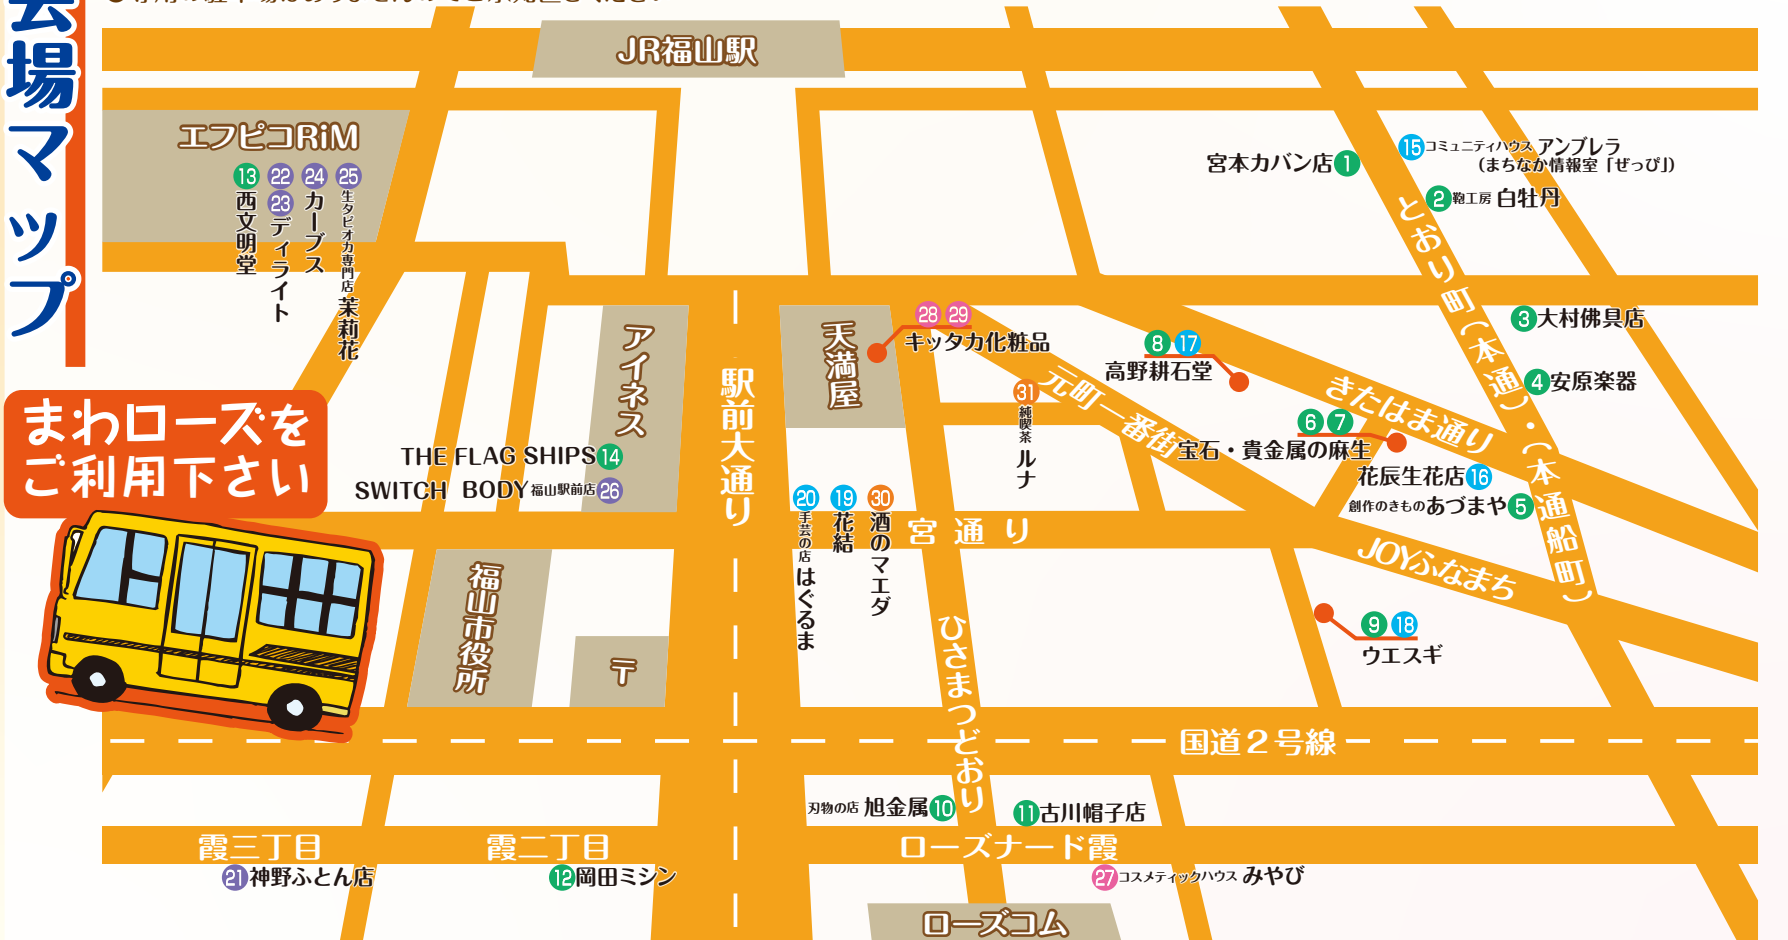 場マップ
JR福山駅
エフピコRiM
13 西文明堂
22 23 ディライト
24 カーブス
25 生タピオカ専門店 茉莉花
宮本カバン店 1
15 コミュニティハウス アンブレラ
(まちなか情報室「ぜっぴ」)
2 鞄工房 白牡丹
とおり町(本通)・(本通船町)
3 大村佛具店
4 安原楽器
アイネス
天満屋
28 29
キッタカ化粧品
8 17
高野耕石堂
31 純喫茶 ルナ
元町一番街
きたはま通り
6 7
宝石・貴金属の麻生
花辰生花店 16
創作のきもの あづまや 5
まわローズを
ご利用下さい
THE FLAG SHIPS 14
SWITCH BODY 福山駅前店 26
駅前大通り
20 手芸の店 はぐるま
19 花結
30 酒のマエダ
宮通り
JOYふなまち
福山市役所
〒
ひさまつどおり
9 18
ウエスギ
国道2号線
刃物の店 旭金属 10
11 古川帽子店
霞三丁目
霞二丁目
ローズナード霞
21 神野ふとん店
12 岡田ミシン
27 コスメティックハウス みやび
ローズコム